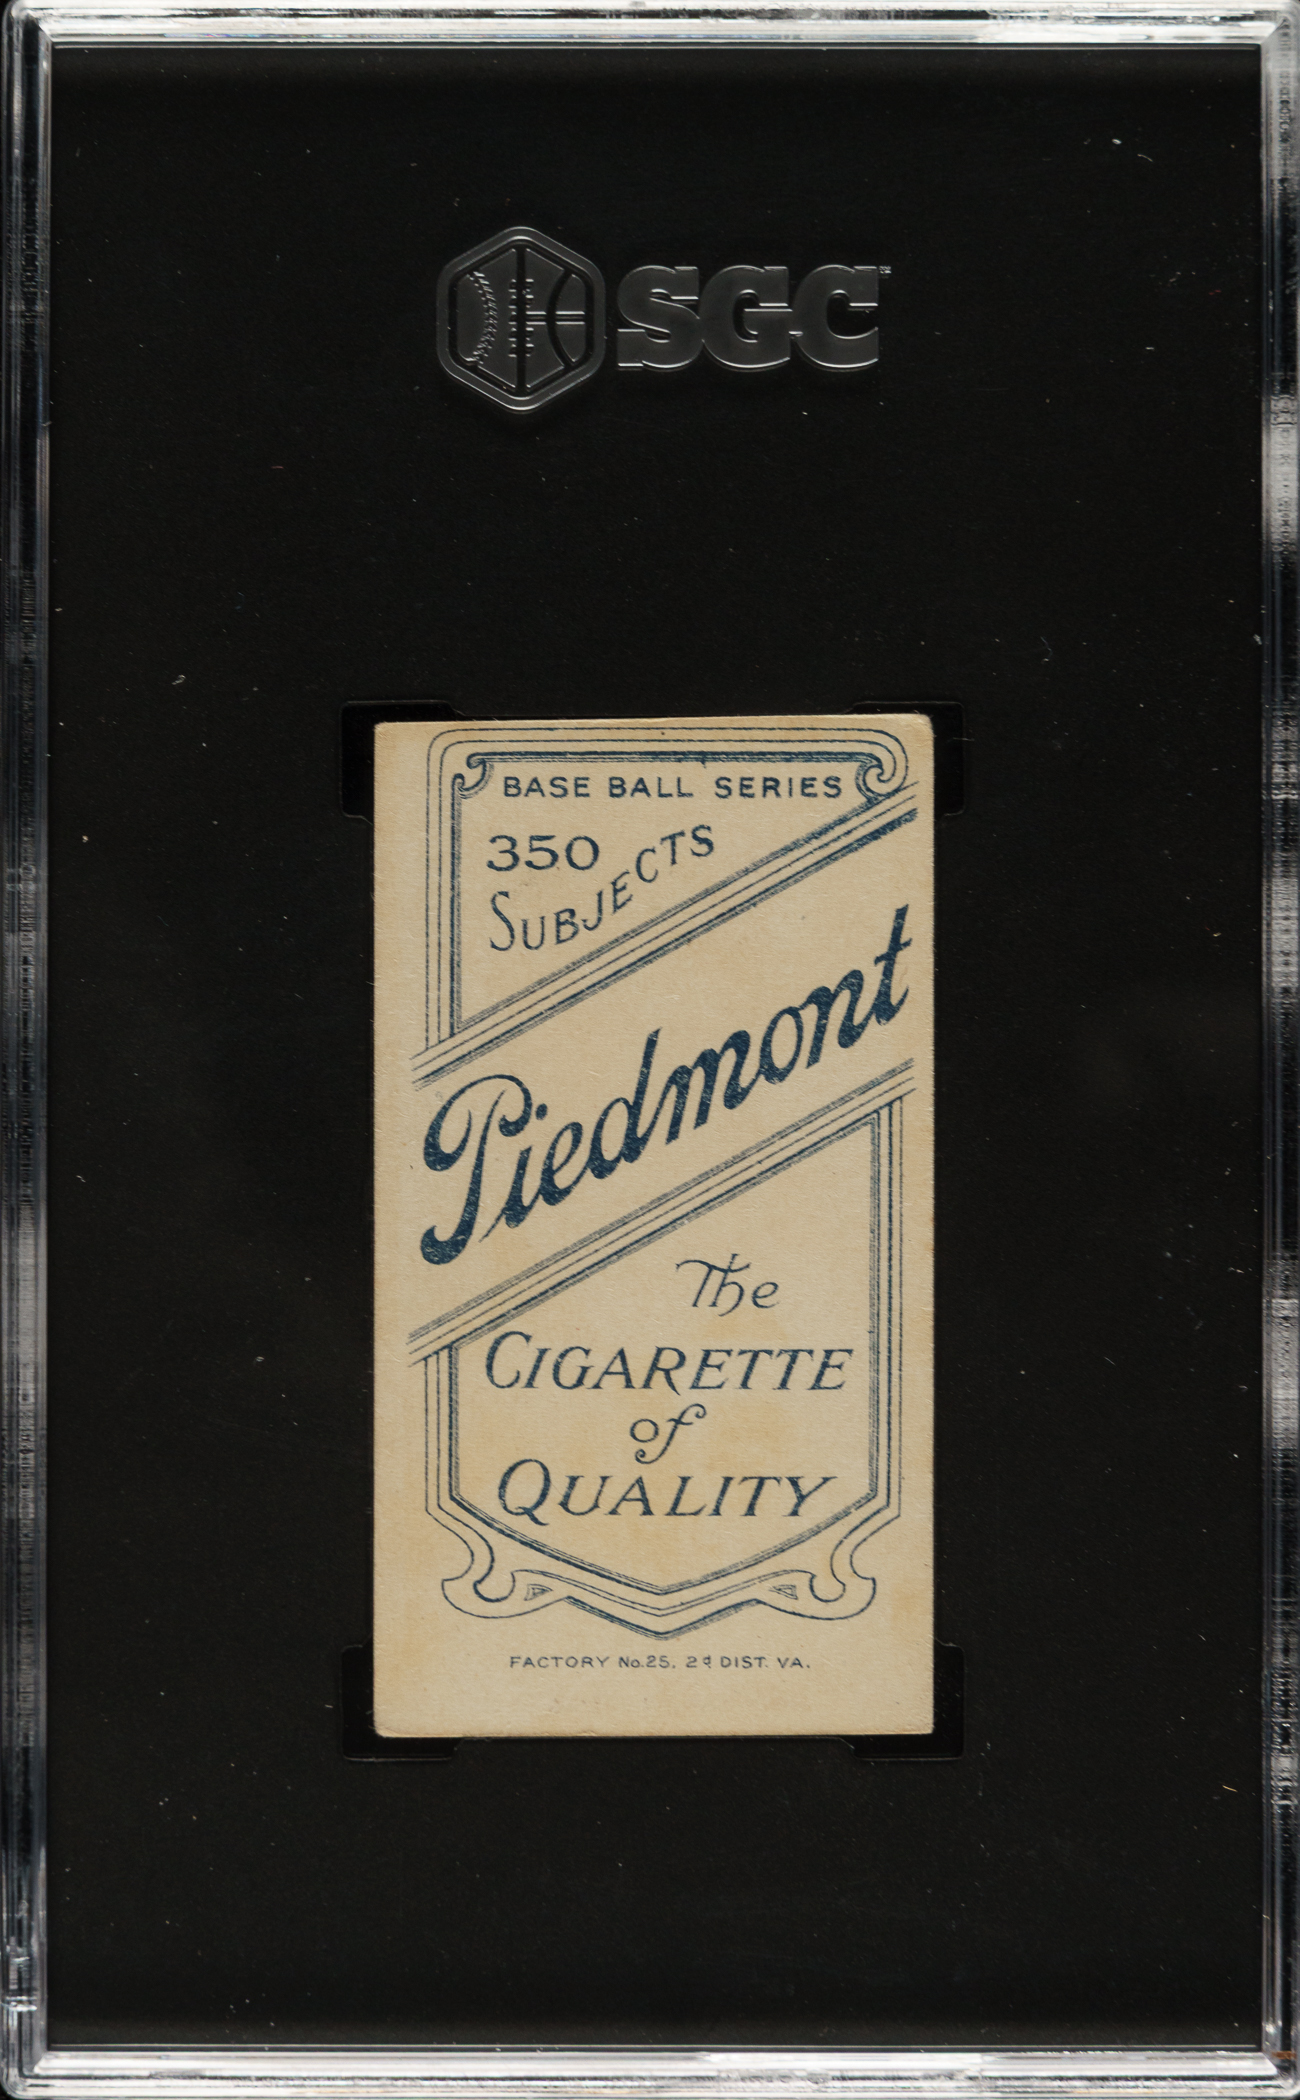 SGC
BASE BALL SERIES
350
SUBJECTS
Piedmont
The
CIGARETTE
of
QUALITY
FACTORY No.25. 2d DIST. VA.